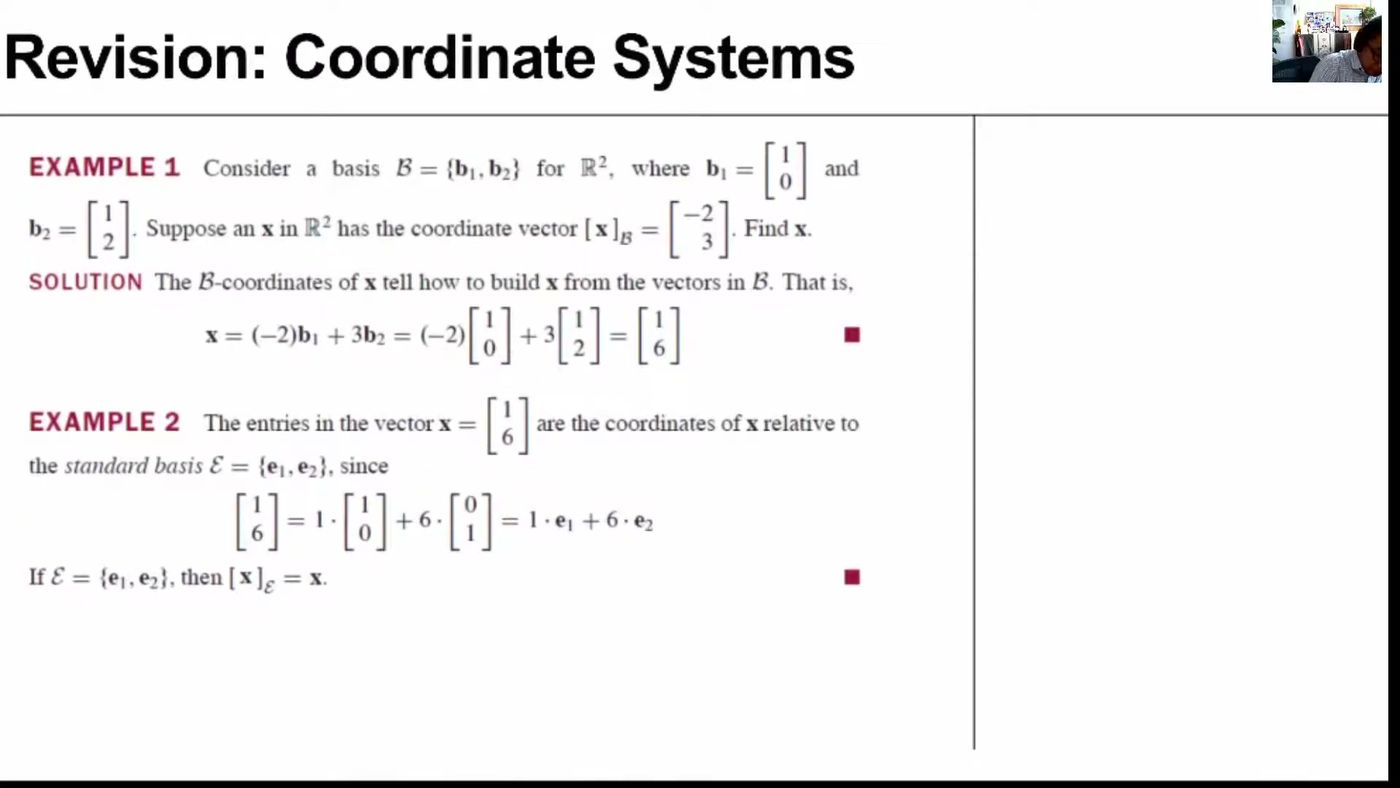 Revision: Coordinate Systems
EXAMPLE 1 Consider a basis ℬ = {b₁, b₂} for ℝ², where b₁ = [1 0] and
b₂ = [1 2]. Suppose an x in ℝ² has the coordinate vector [x]_ℬ = [−2 3]. Find x.
SOLUTION The ℬ-coordinates of x tell how to build x from the vectors in ℬ. That is,
x = (−2)b₁ + 3b₂ = (−2)[1 0] + 3[1 2] = [1 6]
EXAMPLE 2 The entries in the vector x = [1 6] are the coordinates of x relative to
the standard basis ℰ = {e₁, e₂}, since
[1 6] = 1 · [1 0] + 6 · [0 1] = 1 · e₁ + 6 · e₂
If ℰ = {e₁, e₂}, then [x]_ℰ = x.